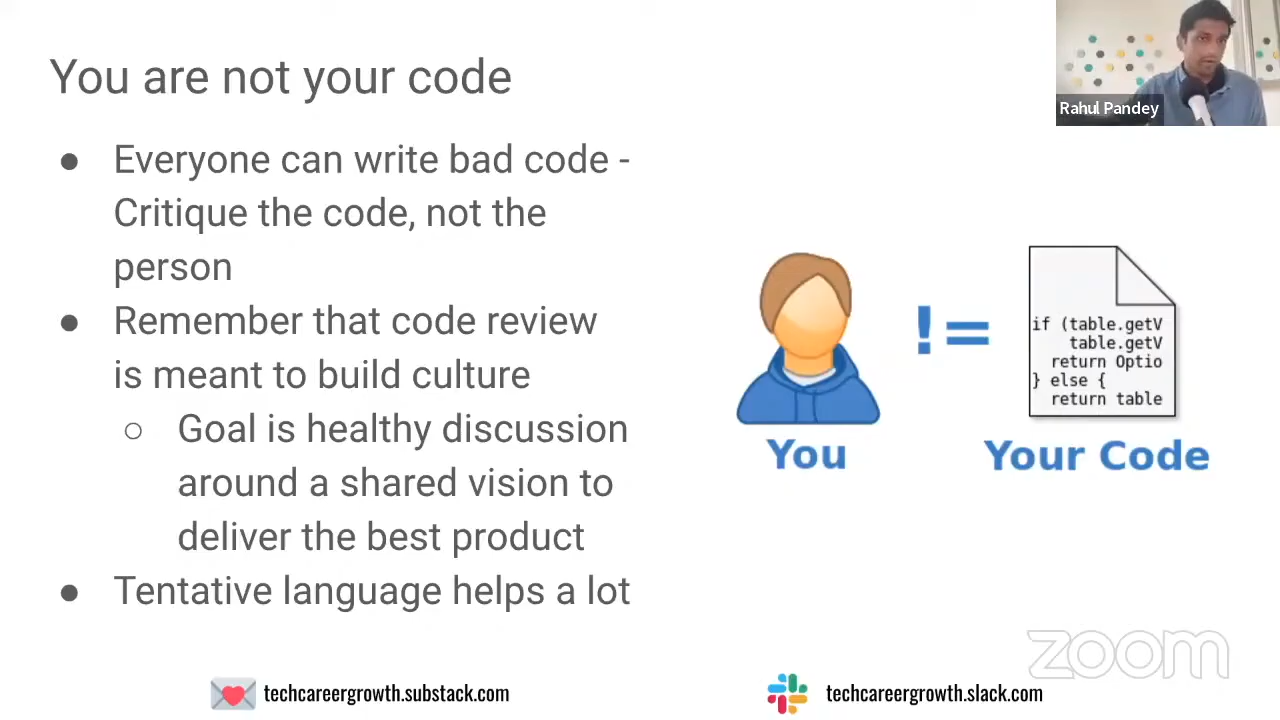 You are not your code
Rahul Pandey
● Everyone can write bad code -
Critique the code, not the
person
● Remember that code review
is meant to build culture
○ Goal is healthy discussion
around a shared vision to
deliver the best product
● Tentative language helps a lot
!=
if (table.getV
table.getV
return Optio
} else {
return table
You
Your Code
zoom
techcareergrowth.substack.com
techcareergrowth.slack.com